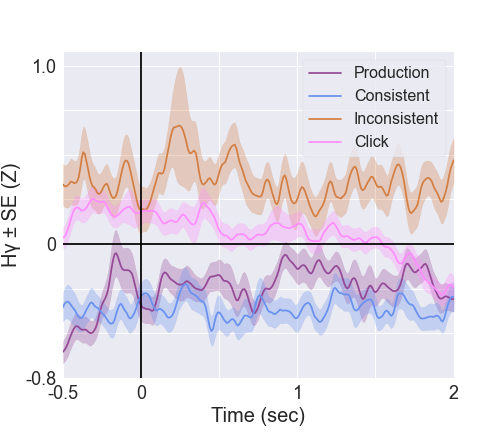 1.0
0
-0.8
Hγ ± SE (Z)
Production
Consistent
Inconsistent
Click
-0.5 0 1 2
Time (sec)